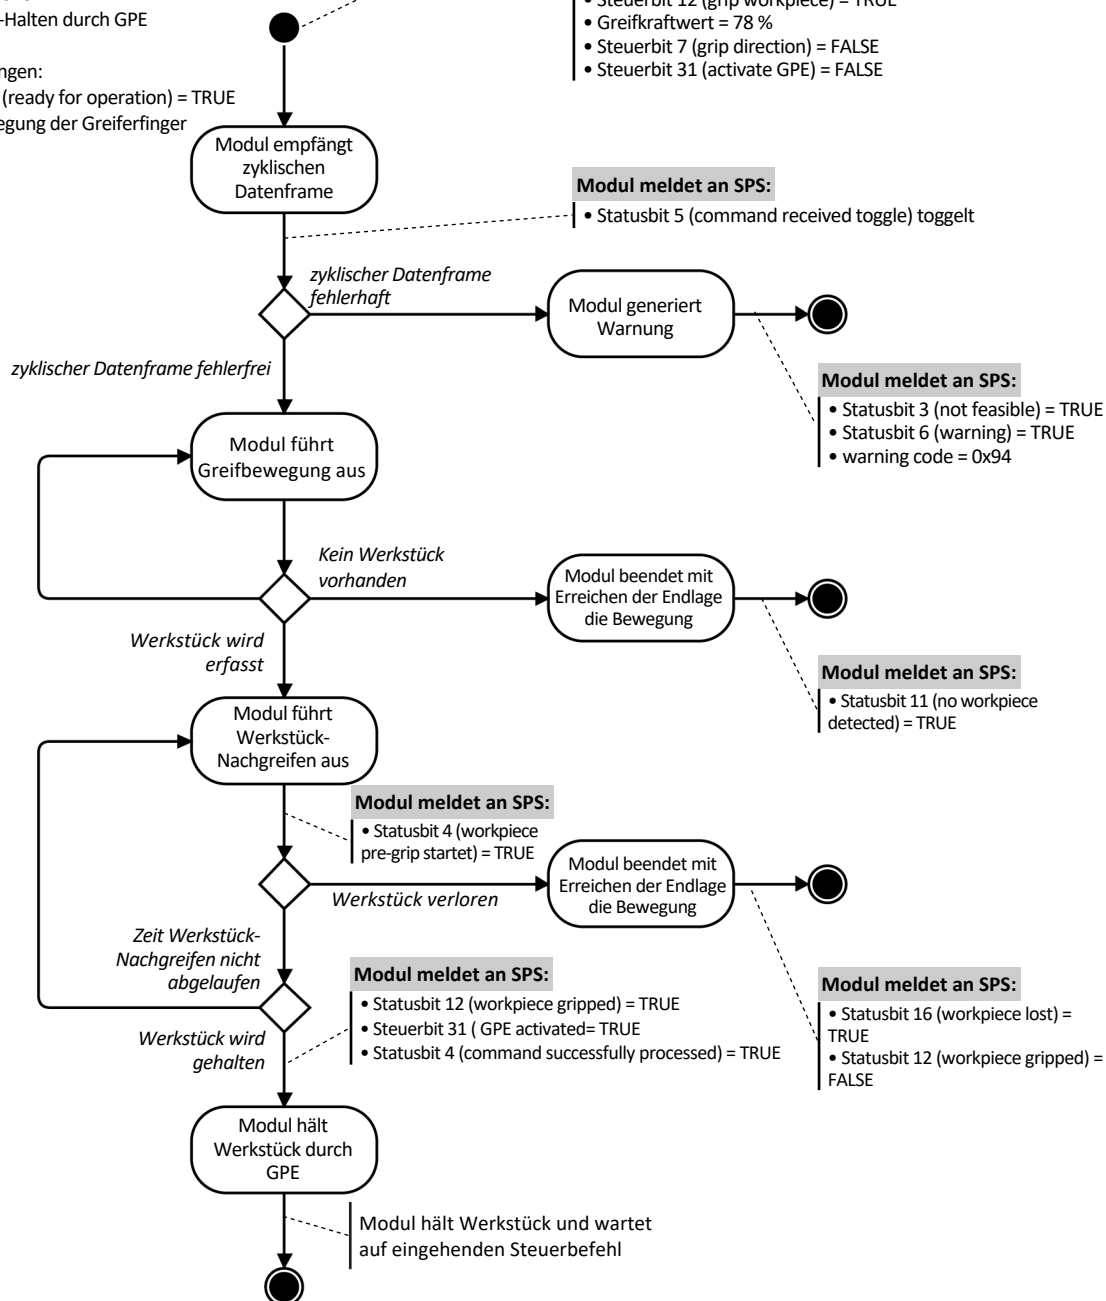 -Halten durch GPE
ngen:
(ready for operation) = TRUE
egung der Greiferfinger
• Steuerbit 12 (grip workpiece) = TRUE
• Greifkraftwert = 78 %
• Steuerbit 7 (grip direction) = FALSE
• Steuerbit 31 (activate GPE) = FALSE
Modul empfängt
zyklischen
Datenframe
Modul meldet an SPS:
• Statusbit 5 (command received toggle) toggelt
zyklischer Datenframe
fehlerhaft
Modul generiert
Warnung
zyklischer Datenframe fehlerfrei
Modul meldet an SPS:
• Statusbit 3 (not feasible) = TRUE
• Statusbit 6 (warning) = TRUE
• warning code = 0x94
Modul führt
Greifbewegung aus
Kein Werkstück
vorhanden
Modul beendet mit
Erreichen der Endlage
die Bewegung
Werkstück wird
erfasst
Modul meldet an SPS:
• Statusbit 11 (no workpiece
detected) = TRUE
Modul führt
Werkstück-
Nachgreifen aus
Modul meldet an SPS:
• Statusbit 4 (workpiece
pre-grip startet) = TRUE
Modul beendet mit
Erreichen der Endlage
die Bewegung
Werkstück verloren
Zeit Werkstück-
Nachgreifen nicht
abgelaufen
Modul meldet an SPS:
• Statusbit 12 (workpiece gripped) = TRUE
• Steuerbit 31 ( GPE activated= TRUE
• Statusbit 4 (command successfully processed) = TRUE
Modul meldet an SPS:
• Statusbit 16 (workpiece lost) =
TRUE
• Statusbit 12 (workpiece gripped) =
FALSE
Werkstück wird
gehalten
Modul hält
Werkstück durch
GPE
Modul hält Werkstück und wartet
auf eingehenden Steuerbefehl